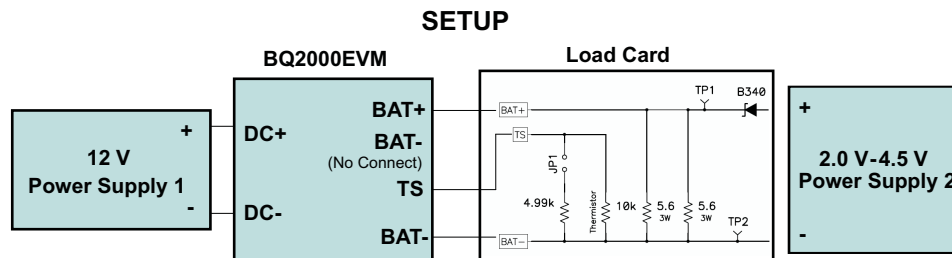 SETUP
BQ2000EVM
Load Card
12 V
Power Supply 1
+
-
DC+
DC-
BAT+
BAT-
(No Connect)
TS
BAT-
BAT+
TS
BAT-
JP1
4.99k
Thermistor
10k
5.6
3W
5.6
3W
TP1
B340
TP2
+
2.0 V-4.5 V
Power Supply 2
-